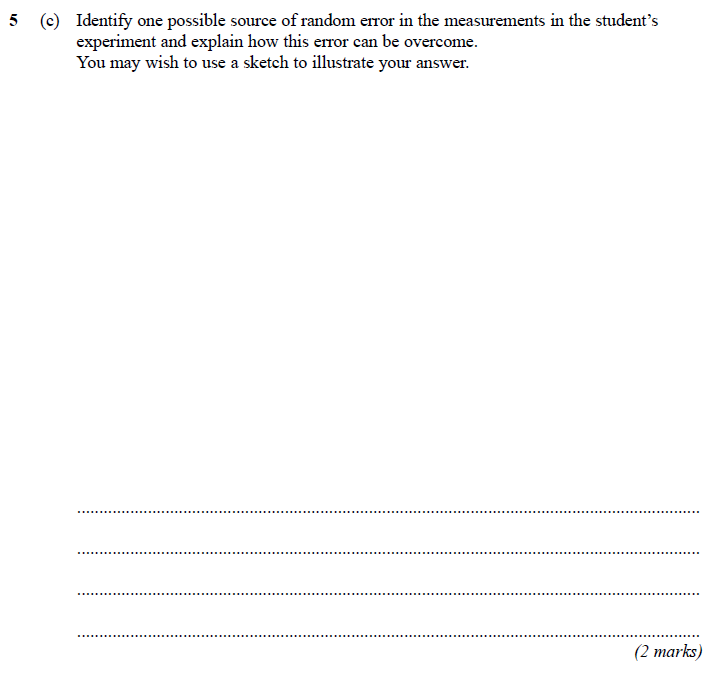 5 (c) Identify one possible source of random error in the measurements in the student's
experiment and explain how this error can be overcome.
You may wish to use a sketch to illustrate your answer.
(2 marks)